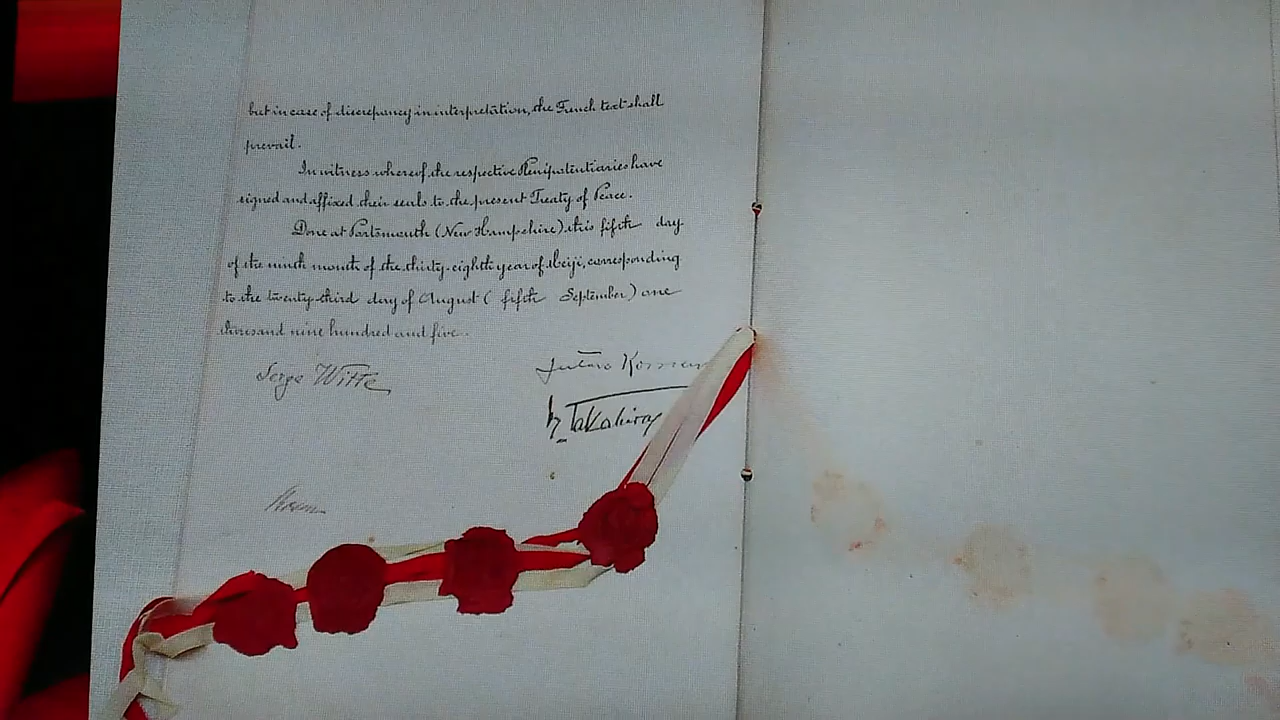 but in case of discrepancy in interpretation, the French text shall
prevail.
In witness whereof, the respective Plenipotentiaries have
signed and affixed their seals to the present Treaty of Peace.
Done at Portsmouth (New Hampshire) this fifth day
of the ninth month of the thirty-eighth year of Meiji, corresponding
to the twenty-third day of August (fifth September) one
thousand nine hundred and five.
Serge Witte
Jutaro Komura
K. Takahira
Rosen